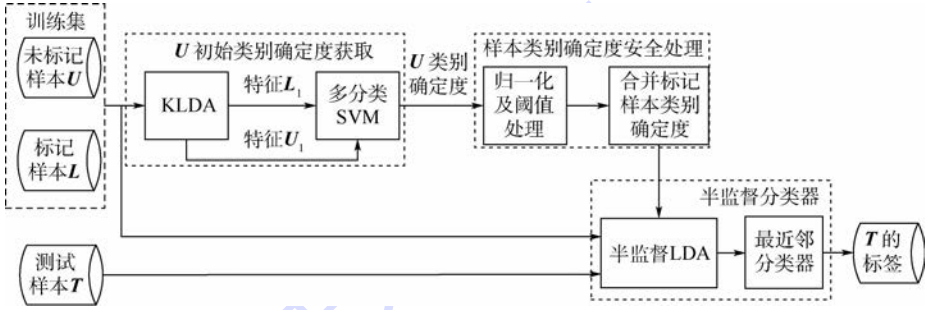 训练集
未标记
样本U
标记
样本L
测试
样本T
U 初始类别确定度获取
KLDA
特征L1
特征U1
多分类
SVM
U 类别
确定度
样本类别确定度安全处理
归一化
及阈值
处理
合并标记
样本类别
确定度
半监督分类器
半监督LDA
最近邻
分类器
T 的
标签